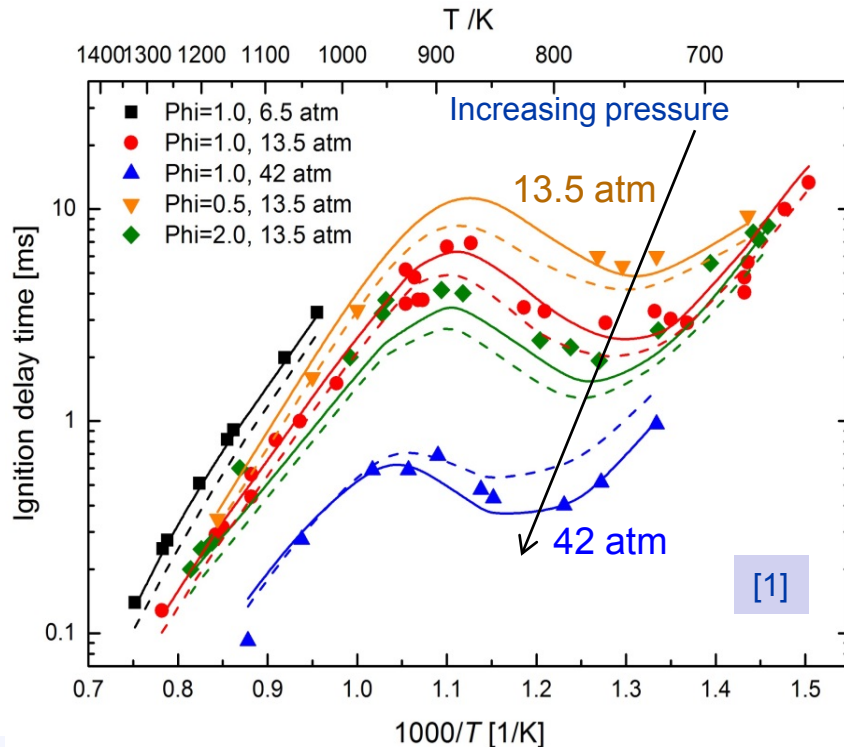 T /K
1400 1300 1200 1100 1000 900 800 700
Phi=1.0, 6.5 atm
Phi=1.0, 13.5 atm
Phi=1.0, 42 atm
Phi=0.5, 13.5 atm
Phi=2.0, 13.5 atm
Increasing pressure
13.5 atm
42 atm
[1]
Ignition delay time [ms]
10
1
0.1
0.7 0.8 0.9 1.0 1.1 1.2 1.3 1.4 1.5
1000/T [1/K]